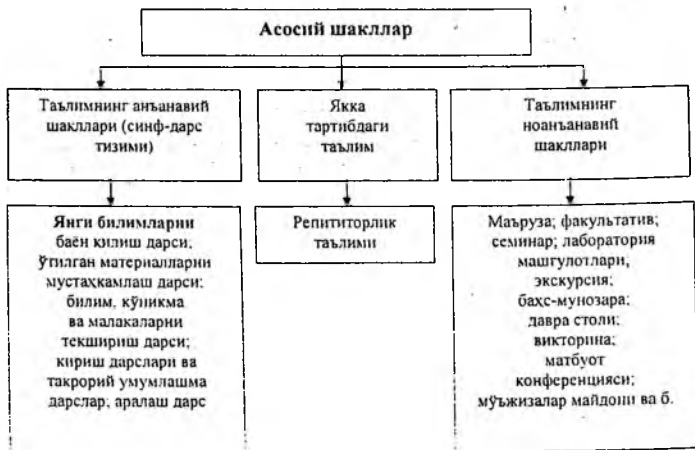 Асосий шакллар
Таълимнинг анъанавий
шакллари (синф-дарс
тизими)
Якка
тартибдаги
таълим
Таълимнинг
ноанъанавий
шакллари
Янги билимларни
баён килиш дарси;
ўтилган материалларни
мустаҳкамлаш дарси;
билим, кўникма
ва малакаларни
текшириш дарси;
кириш дарслари ва
такрорий умумлашма
дарслар; аралаш дарс
Репититорлик
таълими
Маъруза; факультатив;
семинар; лаборатория
машгулотлари,
экскурсия;
баҳс-мунозара;
давра столи;
викторина;
матбуот
конференцияси;
мўъжизалар майдони ва б.